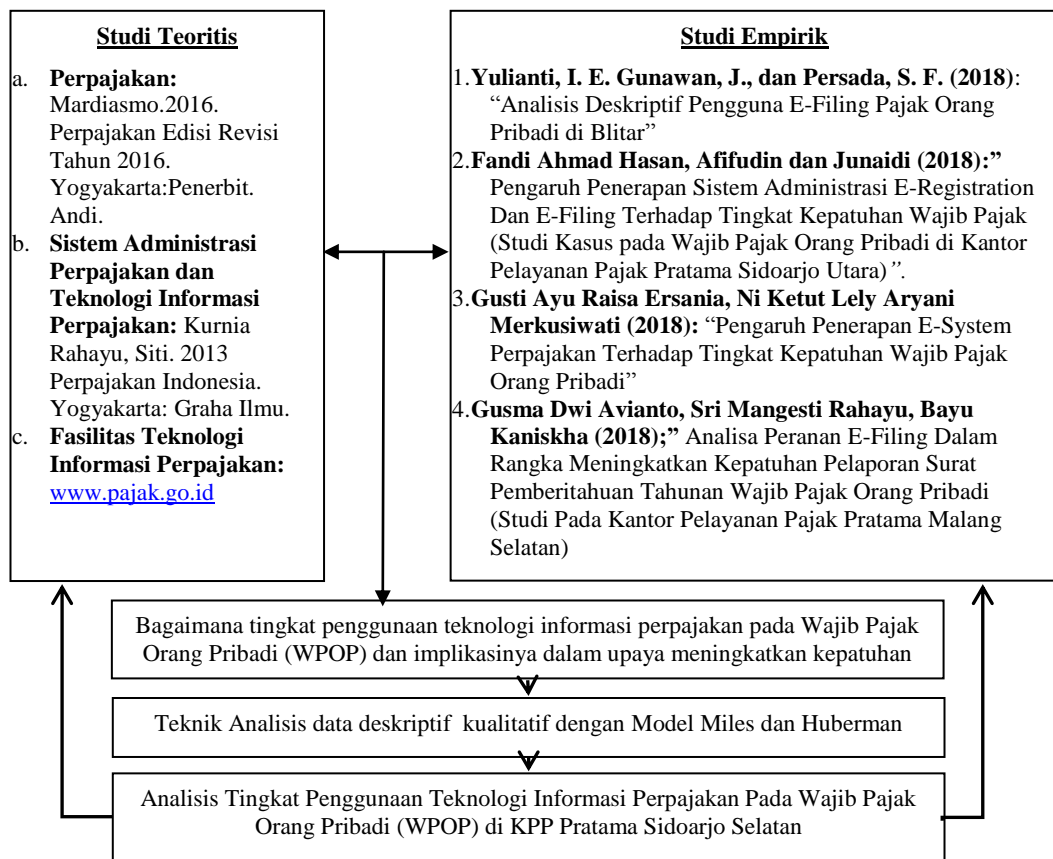 Studi Teoritis
a. Perpajakan:
Mardiasmo.2016.
Perpajakan Edisi Revisi
Tahun 2016.
Yogyakarta:Penerbit.
Andi.
b. Sistem Administrasi
Perpajakan dan
Teknologi Informasi
Perpajakan: Kurnia
Rahayu, Siti. 2013
Perpajakan Indonesia.
Yogyakarta: Graha Ilmu.
c. Fasilitas Teknologi
Informasi Perpajakan:
www.pajak.go.id
Studi Empirik
1.Yulianti, I. E. Gunawan, J., dan Persada, S. F. (2018):
“Analisis Deskriptif Pengguna E-Filing Pajak Orang
Pribadi di Blitar”
2.Fandi Ahmad Hasan, Afifudin dan Junaidi (2018):”
Pengaruh Penerapan Sistem Administrasi E-Registration
Dan E-Filing Terhadap Tingkat Kepatuhan Wajib Pajak
(Studi Kasus pada Wajib Pajak Orang Pribadi di Kantor
Pelayanan Pajak Pratama Sidoarjo Utara)”.
3.Gusti Ayu Raisa Ersania, Ni Ketut Lely Aryani
Merkusiwati (2018): “Pengaruh Penerapan E-System
Perpajakan Terhadap Tingkat Kepatuhan Wajib Pajak
Orang Pribadi”
4.Gusma Dwi Avianto, Sri Mangesti Rahayu, Bayu
Kaniskha (2018);” Analisa Peranan E-Filing Dalam
Rangka Meningkatkan Kepatuhan Pelaporan Surat
Pemberitahuan Tahunan Wajib Pajak Orang Pribadi
(Studi Pada Kantor Pelayanan Pajak Pratama Malang
Selatan)
Bagaimana tingkat penggunaan teknologi informasi perpajakan pada Wajib Pajak
Orang Pribadi (WPOP) dan implikasinya dalam upaya meningkatkan kepatuhan
Teknik Analisis data deskriptif kualitatif dengan Model Miles dan Huberman
Analisis Tingkat Penggunaan Teknologi Informasi Perpajakan Pada Wajib Pajak
Orang Pribadi (WPOP) di KPP Pratama Sidoarjo Selatan